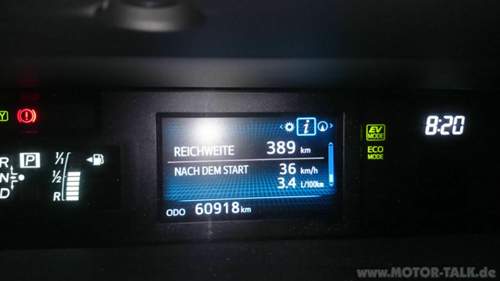 Y
R
N
D
P
1/1
1/2
R
i
REICHWEITE 389 km
NACH DEM START 36 km/h
3.4 L/100km
ODO 60918 km
EV
MODE
ECO
MODE
8:20
www.MOTOR-TALK.de